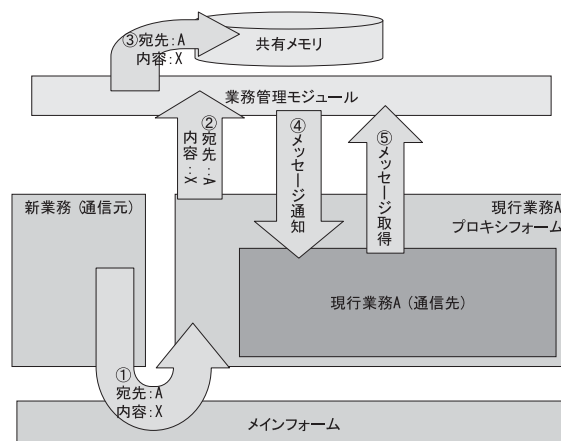 ③宛先:A
内容:X
共有メモリ
業務管理モジュール
②宛先:A
内容:X
④メッセージ通知
⑤メッセージ取得
新業務(通信元)
現行業務A
プロキシフォーム
現行業務A(通信先)
①
宛先:A
内容:X
メインフォーム